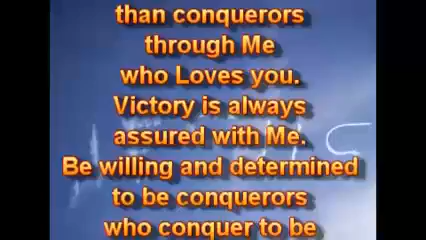 than conquerors
through Me
who Loves you.
Victory is always
assured with Me.
Be willing and determined
to be conquerors
who conquer to be